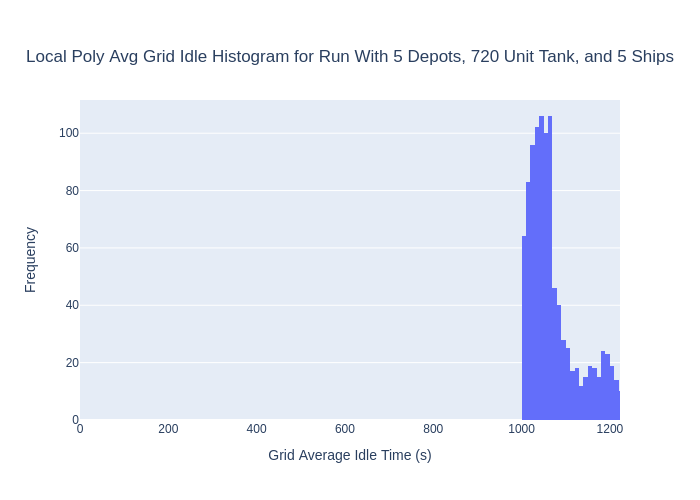 Local Poly Avg Grid Idle Histogram for Run With 5 Depots, 720 Unit Tank, and 5 Ships
100
80
60
40
20
0
Frequency
0 200 400 600 800 1000 1200
Grid Average Idle Time (s)